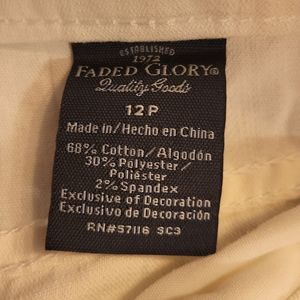 ESTABLISHED
1972
FADED GLORY®
Quality Goods
12P
Made in/Hecho en China
68% Cotton/Algodón
30% Polyester/
Poliéster
2% Spandex
Exclusive of Decoration
Exclusivo de Decoración
RN#57116 SC3